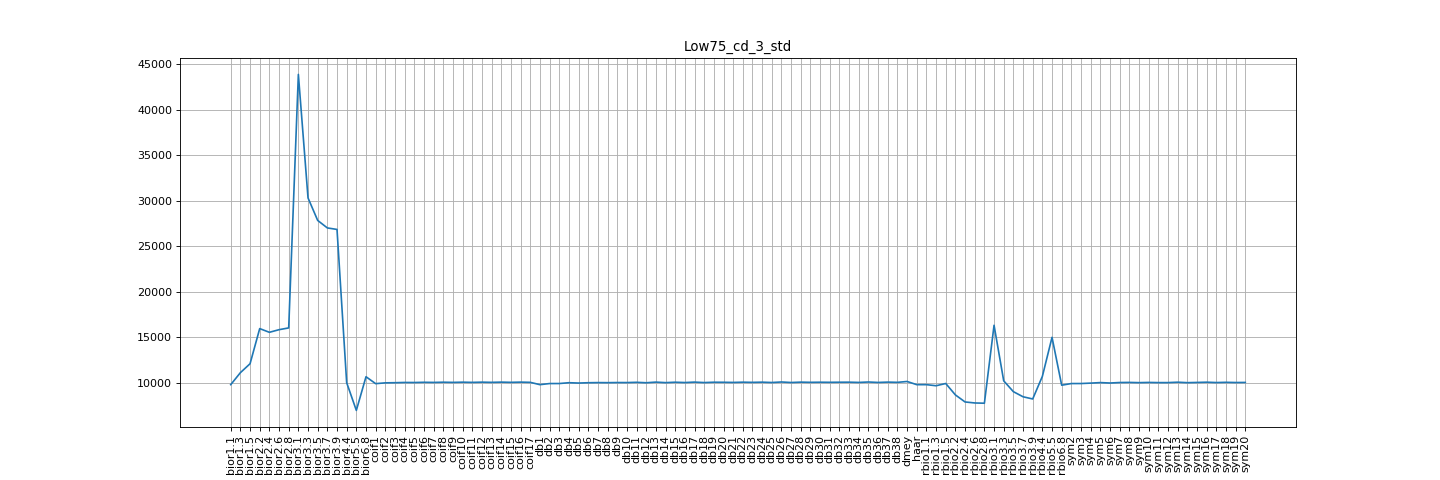 Low75_cd_3_std
45000
40000
35000
30000
25000
20000
15000
10000
bior1.1
bior1.3
bior1.5
bior2.2
bior2.4
bior2.6
bior2.8
bior3.1
bior3.3
bior3.5
bior3.7
bior3.9
bior4.4
bior5.5
bior6.8
coif1
coif2
coif3
coif4
coif5
coif6
coif7
coif8
coif9
coif10
coif11
coif12
coif13
coif14
coif15
coif16
coif17
db1
db2
db3
db4
db5
db6
db7
db8
db9
db10
db11
db12
db13
db14
db15
db16
db17
db18
db19
db20
db21
db22
db23
db24
db25
db26
db27
db28
db29
db30
db31
db32
db33
db34
db35
db36
db37
db38
dmey
haar
rbio1.1
rbio1.3
rbio1.5
rbio2.2
rbio2.4
rbio2.6
rbio2.8
rbio3.1
rbio3.3
rbio3.5
rbio3.7
rbio3.9
rbio4.4
rbio5.5
rbio6.8
sym2
sym3
sym4
sym5
sym6
sym7
sym8
sym9
sym10
sym11
sym12
sym13
sym14
sym15
sym16
sym17
sym18
sym19
sym20